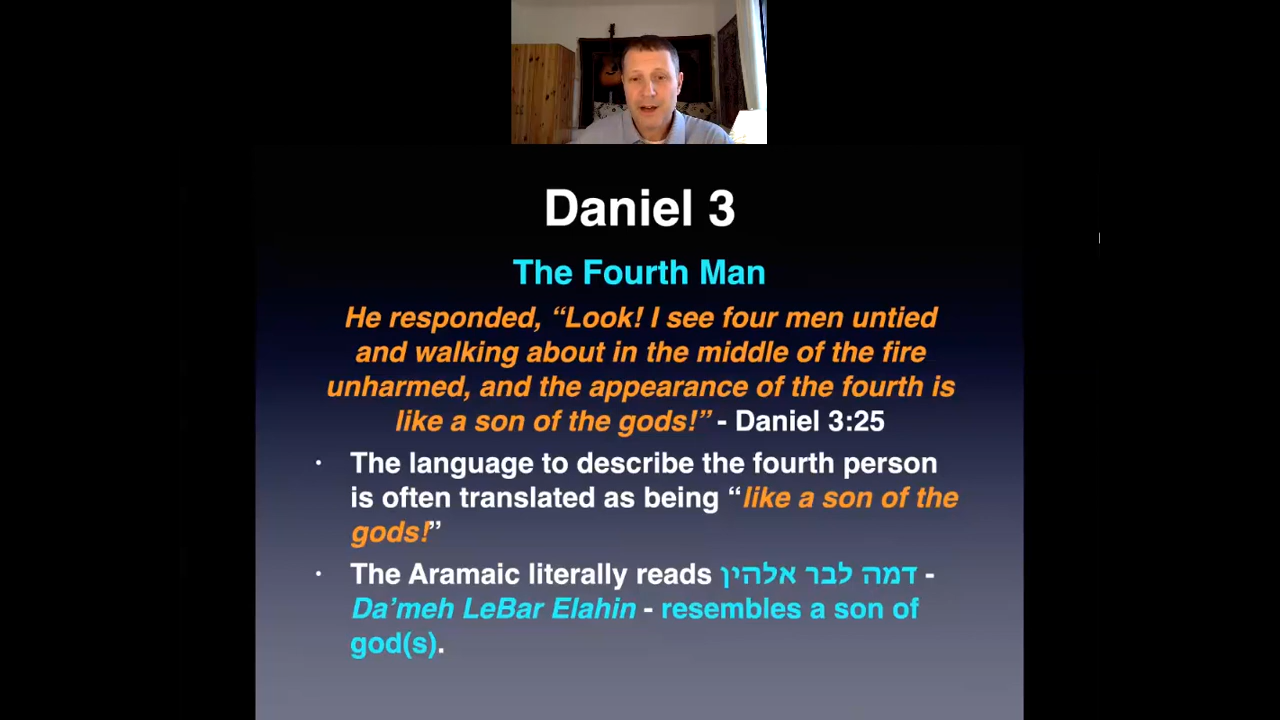 Daniel 3
The Fourth Man
He responded, “Look! I see four men untied
and walking about in the middle of the fire
unharmed, and the appearance of the fourth is
like a son of the gods!” - Daniel 3:25
· The language to describe the fourth person
is often translated as being “like a son of the
gods!”
· The Aramaic literally reads דמה לבר אלהין -
Da’meh LeBar Elahin - resembles a son of
god(s).